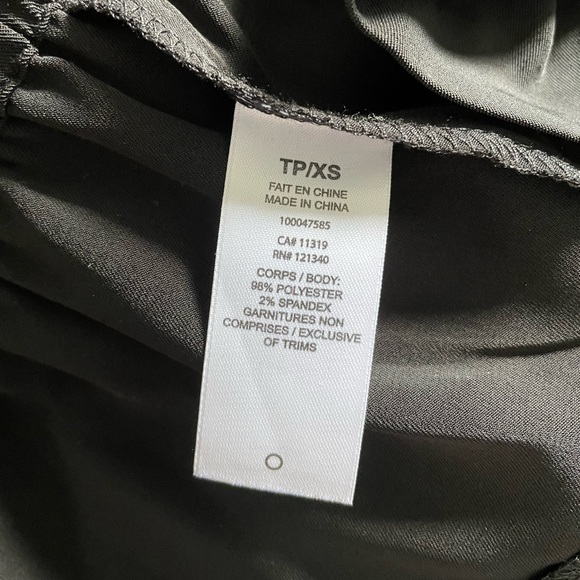 TP/XS
FAIT EN CHINE
MADE IN CHINA
100047585
CA# 11319
RN# 121340
CORPS / BODY:
98% POLYESTER
2% SPANDEX
GARNITURES NON
COMPRISES / EXCLUSIVE
OF TRIMS